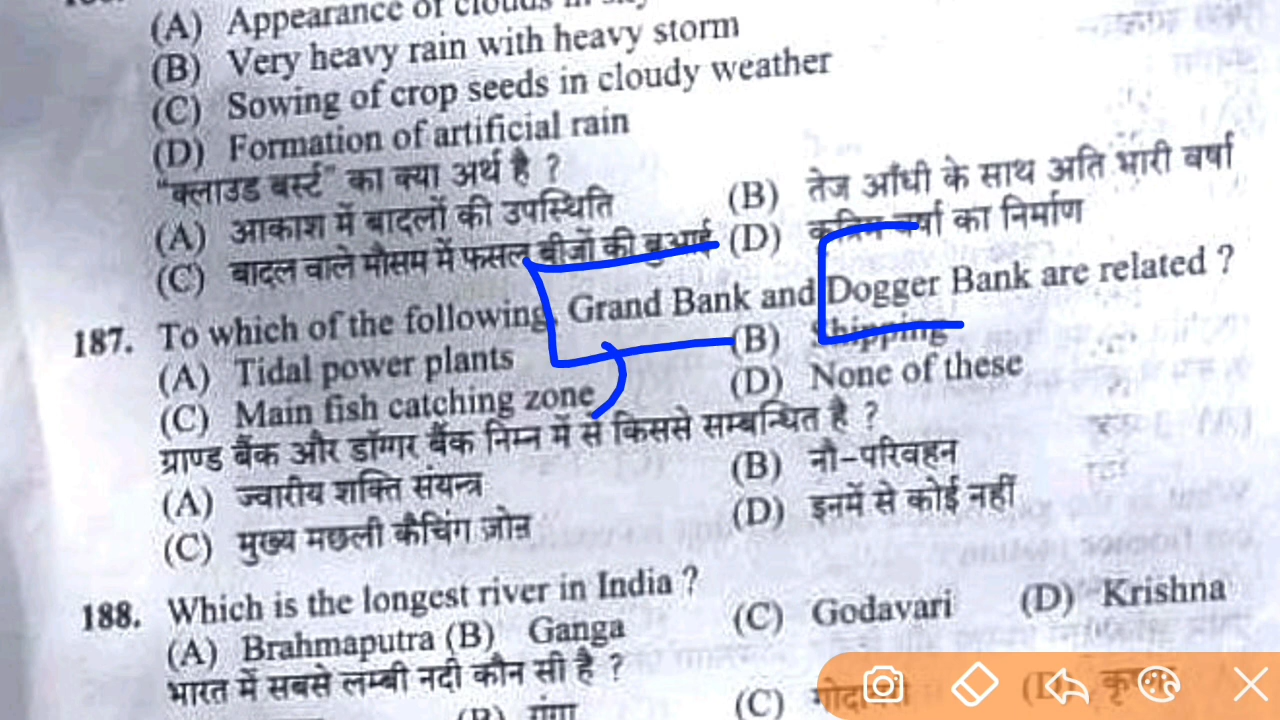 (A) Appearance of clouds in
(B) Very heavy rain with heavy storm
(C) Sowing of crop seeds in cloudy weather
(D) Formation of artificial rain
“क्लाउड बर्स्ट” का क्या अर्थ है ?
(A) आकाश में बादलों की उपस्थिति (B) तेज आँधी के साथ अति भारी वर्षा
(C) बादल वाले मौसम में फसल बीजों की बुआई (D) कृत्रिम वर्षा का निर्माण
187. To which of the following, Grand Bank and Dogger Bank are related ?
(A) Tidal power plants (B) Shipping
(C) Main fish catching zone (D) None of these
ग्राण्ड बैंक और डॉग्गर बैंक निम्न में से किससे सम्बन्धित है ?
(A) ज्वारीय शक्ति संयन्त्र (B) नौ-परिवहन
(C) मुख्य मछली कैचिंग ज़ोन (D) इनमें से कोई नहीं
188. Which is the longest river in India ?
(A) Brahmaputra (B) Ganga (C) Godavari (D) Krishna
भारत में सबसे लम्बी नदी कौन सी है ?
(B) गंगा (C)